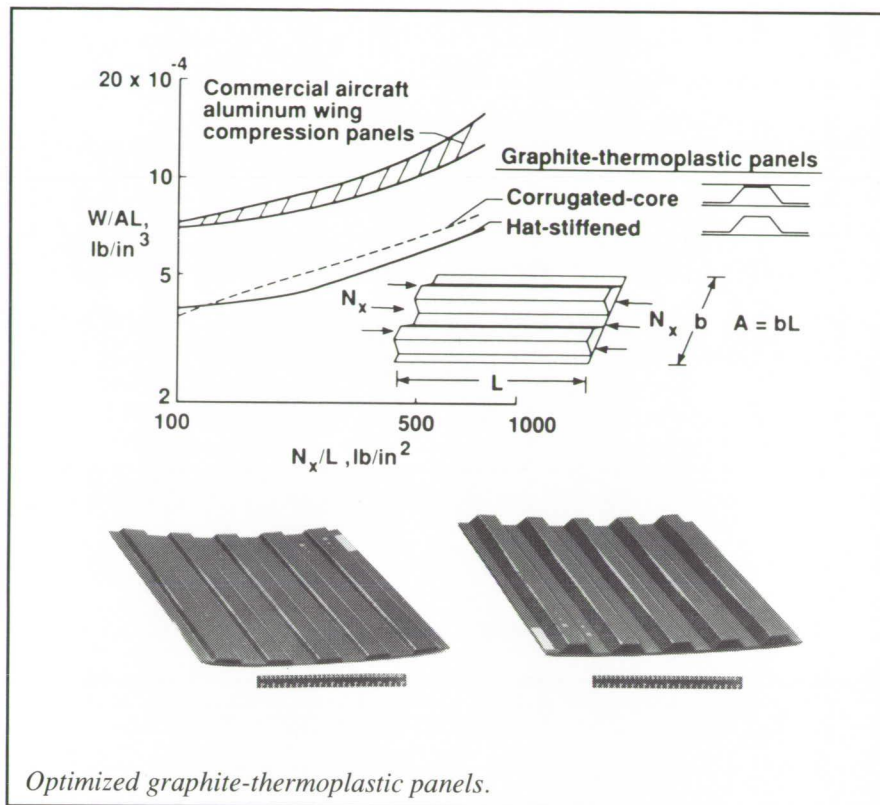 20 x 10-4
Commercial aircraft
aluminum wing
compression panels
Graphite-thermoplastic panels
10
Corrugated-core
W/AL,
lb/in3
Hat-stiffened
5
Nx
Nx
b
A = bL
L
2
100
500
1000
Nx/L , lb/in2
Optimized graphite-thermoplastic panels.